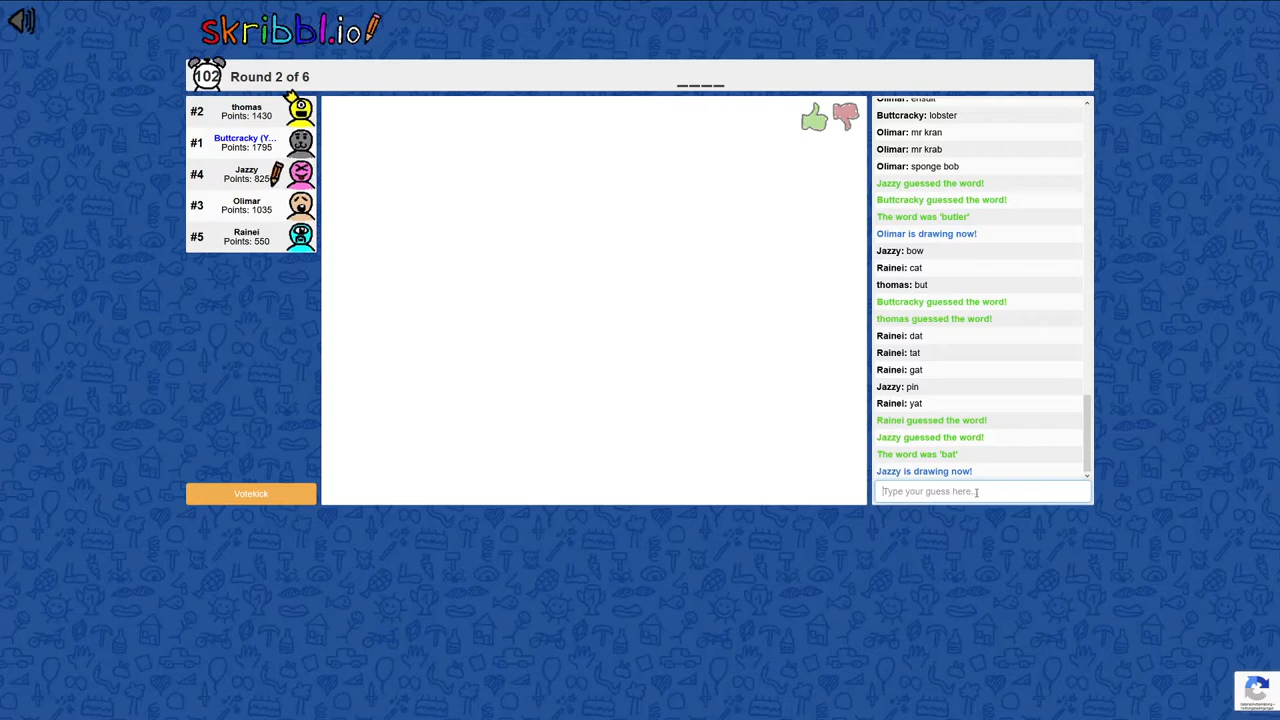 skribbl.io
102
Round 2 of 6
_ _ _ _
#2
thomas
Points: 1430
#1
Buttcracky (Y...
Points: 1795
#4
Jazzy
Points: 825
#3
Olimar
Points: 1035
#5
Rainei
Points: 550
Votekick
Olimar: ensult
Buttcracky: lobster
Olimar: mr kran
Olimar: mr krab
Olimar: sponge bob
Jazzy guessed the word!
Buttcracky guessed the word!
The word was 'butler'
Olimar is drawing now!
Jazzy: bow
Rainei: cat
thomas: but
Buttcracky guessed the word!
thomas guessed the word!
Rainei: dat
Rainei: tat
Rainei: gat
Jazzy: pin
Rainei: yat
Rainei guessed the word!
Jazzy guessed the word!
The word was 'bat'
Jazzy is drawing now!
Type your guess here...